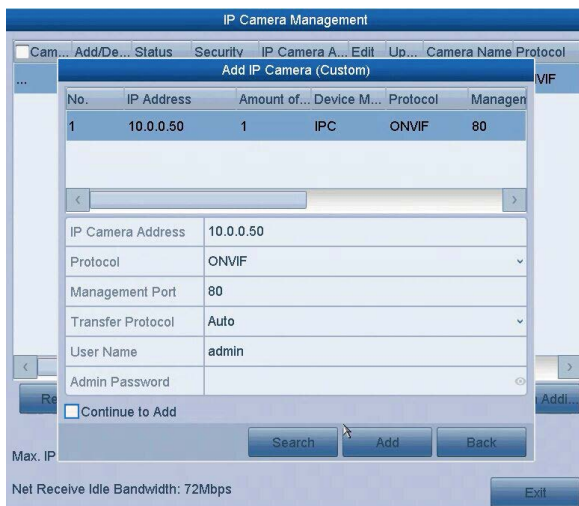 IP Camera Management
Cam... Add/De... Status Security IP Camera A... Edit Up... Camera Name Protocol
Add IP Camera (Custom)
... VIF
No. IP Address Amount of... Device M... Protocol Managen
1 10.0.0.50 1 IPC ONVIF 80
IP Camera Address 10.0.0.50
Protocol ONVIF
Management Port 80
Transfer Protocol Auto
User Name admin
Admin Password
Re Addi...
Continue to Add
Search Add Back
Max. IP
Net Receive Idle Bandwidth: 72Mbps
Exit